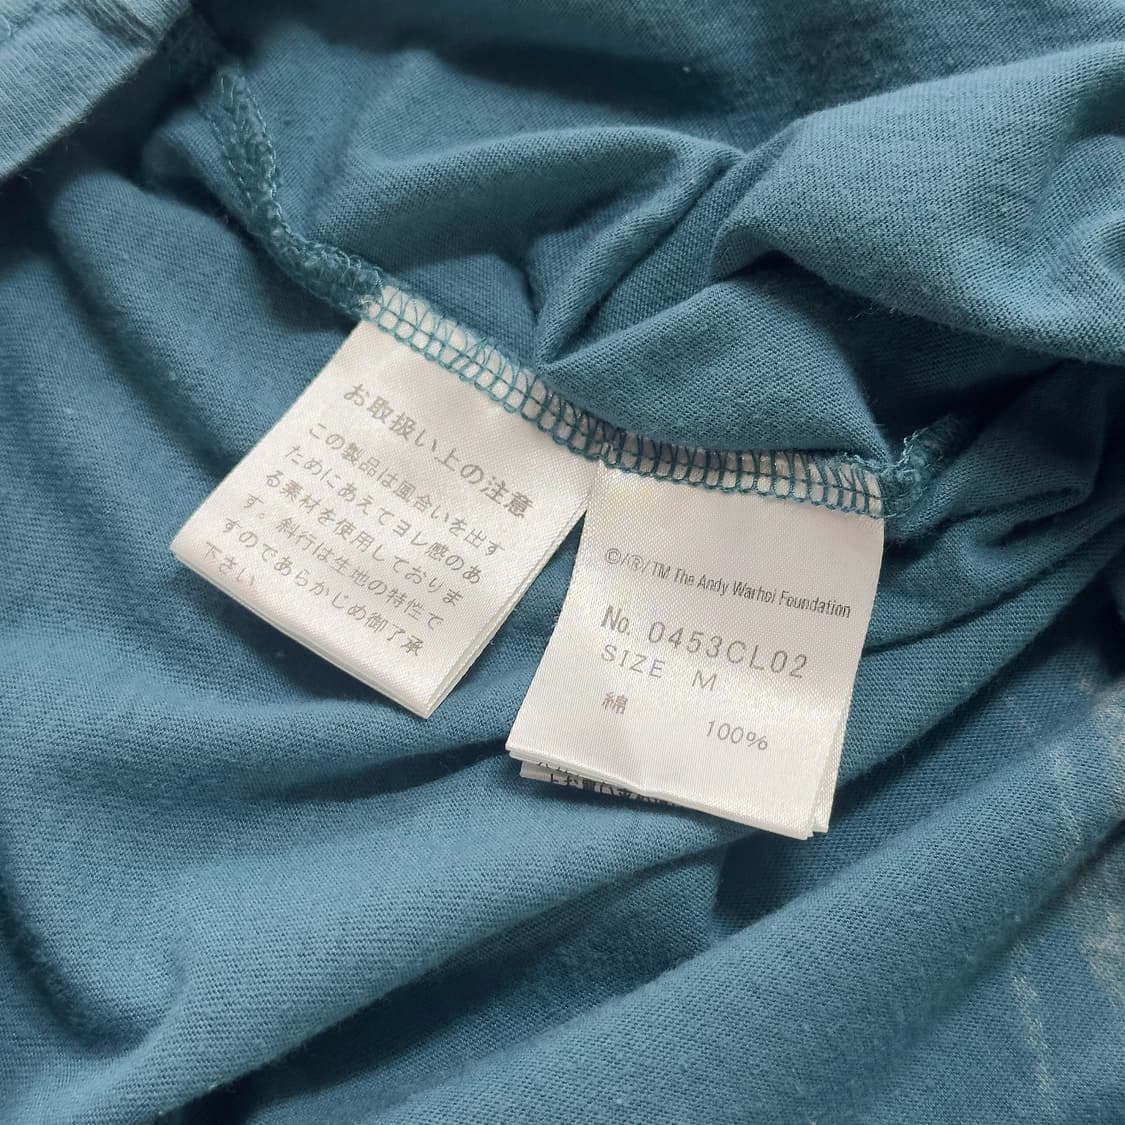 お取扱い上の注意
この製品は風合いを出す
ためにあえてヨレ感のあ
る素材を使用しておりま
す。斜行は生地の特性で
すのであらかじめ御了承
下さい
©/®/TM The Andy Warhol Foundation
No. 0453CL02
SIZE M
綿 100%